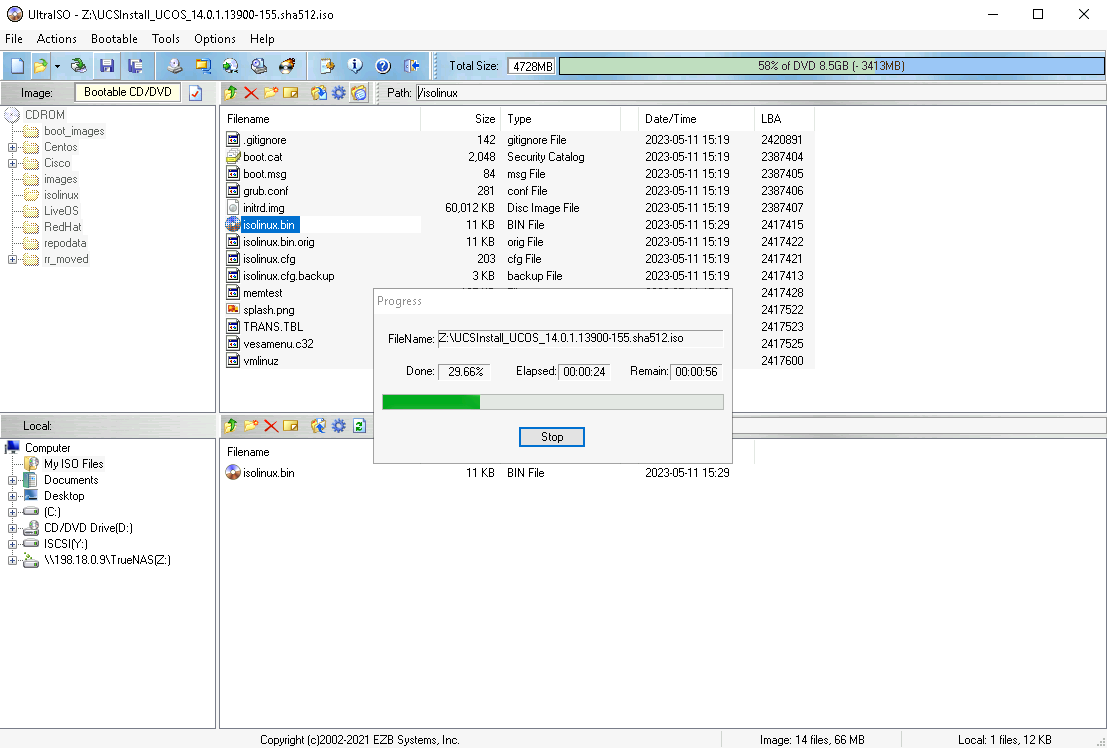 UltraISO - Z:\UCSInstall_UCOS_14.0.1.13900-155.sha512.iso
File Actions Bootable Tools Options Help
Total Size: 4728MB 58% of DVD 8.5GB (- 3413MB)
Image: Bootable CD/DVD Path: /isolinux
CDROM
boot_images
Centos
Cisco
images
isolinux
LiveOS
RedHat
repodata
rr_moved
Filename Size Type Date/Time LBA
.gitignore 142 gitignore File 2023-05-11 15:19 2420891
boot.cat 2,048 Security Catalog 2023-05-11 15:19 2387404
boot.msg 84 msg File 2023-05-11 15:19 2387405
grub.conf 281 conf File 2023-05-11 15:19 2387406
initrd.img 60,012 KB Disc Image File 2023-05-11 15:19 2387407
isolinux.bin 11 KB BIN File 2023-05-11 15:29 2417415
isolinux.bin.orig 11 KB orig File 2023-05-11 15:19 2417422
isolinux.cfg 203 cfg File 2023-05-11 15:19 2417421
isolinux.cfg.backup 3 KB backup File 2023-05-11 15:19 2417413
memtest 2417428
splash.png 2417522
TRANS.TBL 2417523
vesamenu.c32 2417525
vmlinuz 2417600
Progress
FileName: Z:\UCSInstall_UCOS_14.0.1.13900-155.sha512.iso
Done: 29.66% Elapsed: 00:00:24 Remain: 00:00:56
Stop
Local:
Computer
My ISO Files
Documents
Desktop
(C:)
CD/DVD Drive(D:)
ISCSI(Y:)
\\198.18.0.9\TrueNAS(Z:)
Filename
isolinux.bin 11 KB BIN File 2023-05-11 15:29
Copyright (c)2002-2021 EZB Systems, Inc. Image: 14 files, 66 MB Local: 1 files, 12 KB